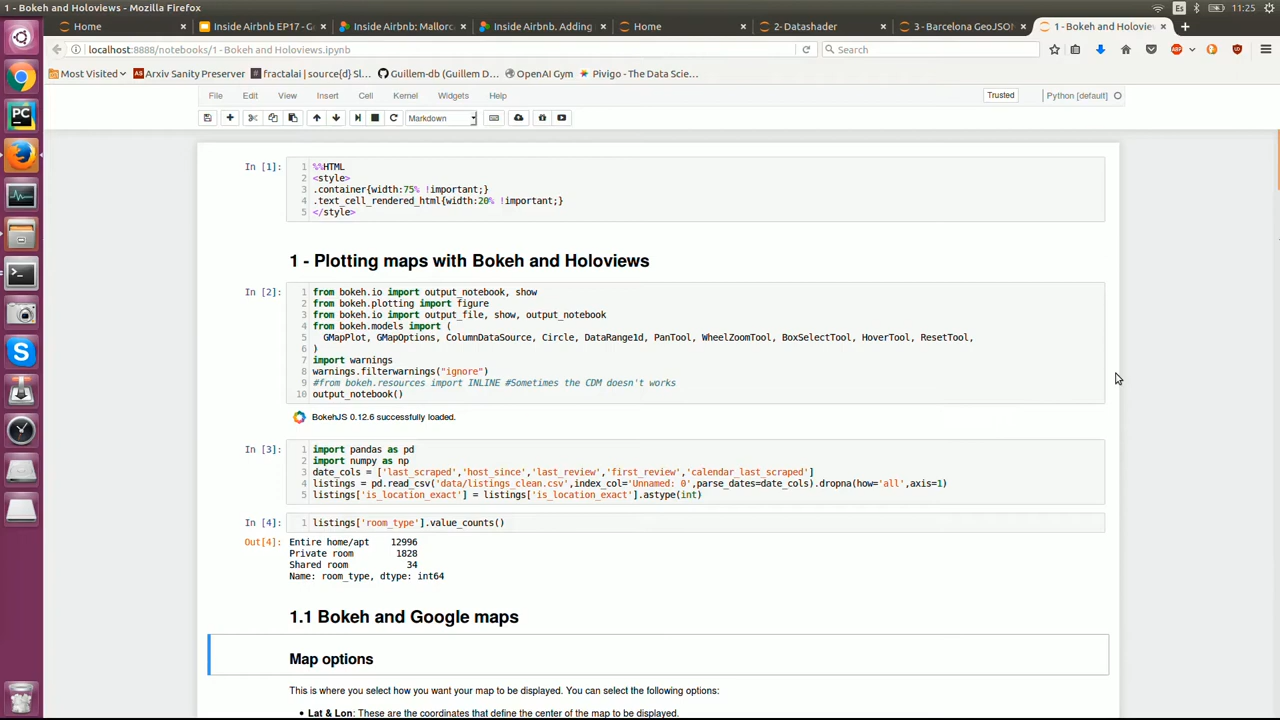 1 - Bokeh and Holoviews - Mozilla Firefox
Es
11:25
Home
Inside Airbnb EP17 - G
Inside Airbnb: Mallorc
Inside Airbnb. Adding
Home
2- Datashader
3 - Barcelona GeoJSON
1 - Bokeh and Holoview
localhost:8888/notebooks/1 - Bokeh and Holoviews.ipynb
Search
ABP
Most Visited
Arxiv Sanity Preserver
fractalai | source{d} Sl...
Guillem-db (Guillem D...
OpenAI Gym
Pivigo - The Data Scie...
File Edit View Insert Cell Kernel Widgets Help
Trusted
Python [default]
Markdown
In [1]:
1 %%HTML
2 <style>
3 .container{width:75% !important;}
4 .text_cell_rendered_html{width:20% !important;}
5 </style>
1 - Plotting maps with Bokeh and Holoviews
In [2]:
1 from bokeh.io import output_notebook, show
2 from bokeh.plotting import figure
3 from bokeh.io import output_file, show, output_notebook
4 from bokeh.models import (
5 GMapPlot, GMapOptions, ColumnDataSource, Circle, DataRange1d, PanTool, WheelZoomTool, BoxSelectTool, HoverTool, ResetTool,
6 )
7 import warnings
8 warnings.filterwarnings("ignore")
9 #from bokeh.resources import INLINE #Sometimes the CDM doesn't works
10 output_notebook()
BokehJS 0.12.6 successfully loaded.
In [3]:
1 import pandas as pd
2 import numpy as np
3 date_cols = ['last_scraped','host_since','last_review','first_review','calendar_last_scraped']
4 listings = pd.read_csv('data/listings_clean.csv',index_col='Unnamed: 0',parse_dates=date_cols).dropna(how='all',axis=1)
5 listings['is_location_exact'] = listings['is_location_exact'].astype(int)
In [4]:
1 listings['room_type'].value_counts()
Out[4]:
Entire home/apt 12996
Private room 1828
Shared room 34
Name: room_type, dtype: int64
1.1 Bokeh and Google maps
Map options
This is where you select how you want your map to be displayed. You can select the following options:
• Lat & Lon: These are the coordinates that define the center of the map to be displayed.